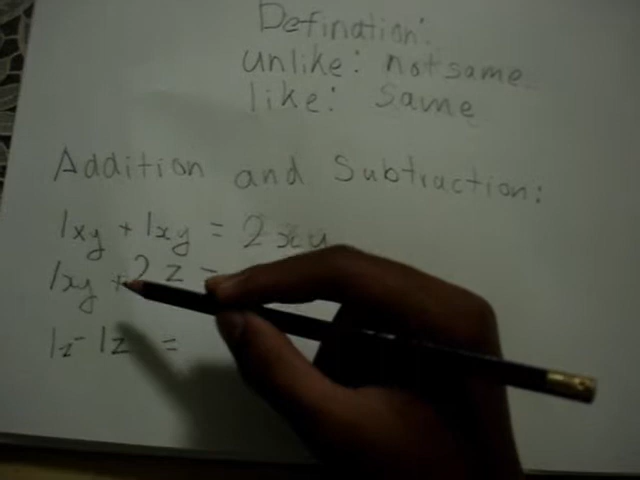 Defination:
unlike: not same
like: same
Addition and Subtraction:
1xy + 1xy = 2xy
1xy + 2z =
1z - 1z =